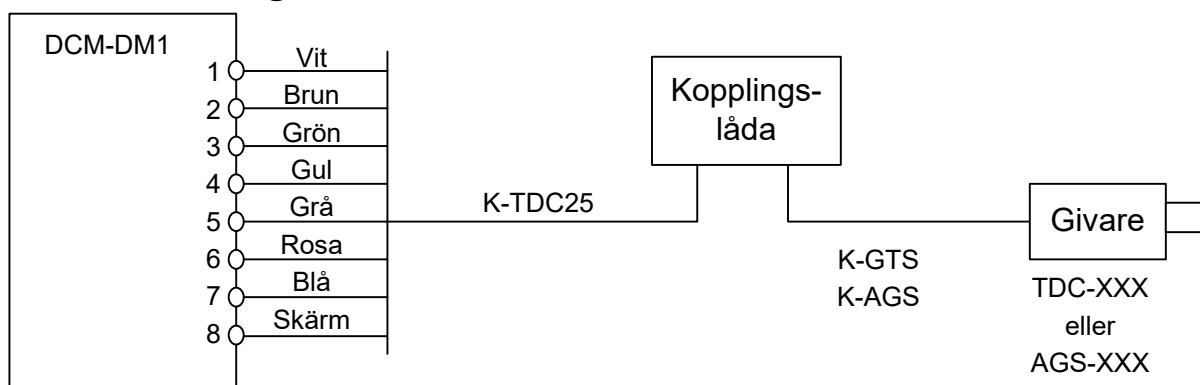 DCM-DM1
1 Vit
2 Brun
3 Grön
4 Gul
5 Grå
6 Rosa
7 Blå
8 Skärm
K-TDC25
Kopplings-
låda
K-GTS
K-AGS
Givare
TDC-XXX
eller
AGS-XXX